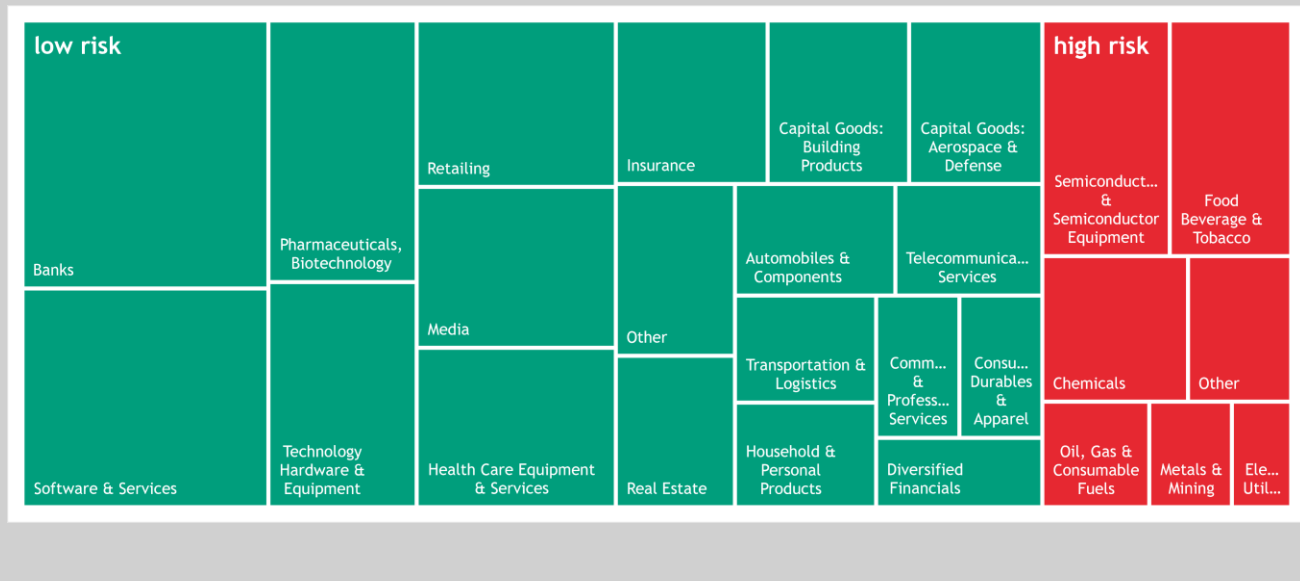 low risk
Banks
Software & Services
Pharmaceuticals,
Biotechnology
Technology
Hardware &
Equipment
Retailing
Media
Health Care Equipment
& Services
Insurance
Capital Goods:
Building
Products
Capital Goods:
Aerospace &
Defense
Other
Real Estate
Automobiles &
Components
Telecommunica...
Services
Transportation &
Logistics
Household &
Personal
Products
Comm...
&
Profess...
Services
Consu...
Durables
&
Apparel
Diversified
Financials
high risk
Semiconduct...
&
Semiconductor
Equipment
Food
Beverage &
Tobacco
Chemicals
Other
Oil, Gas &
Consumable
Fuels
Metals &
Mining
Ele...
Util...